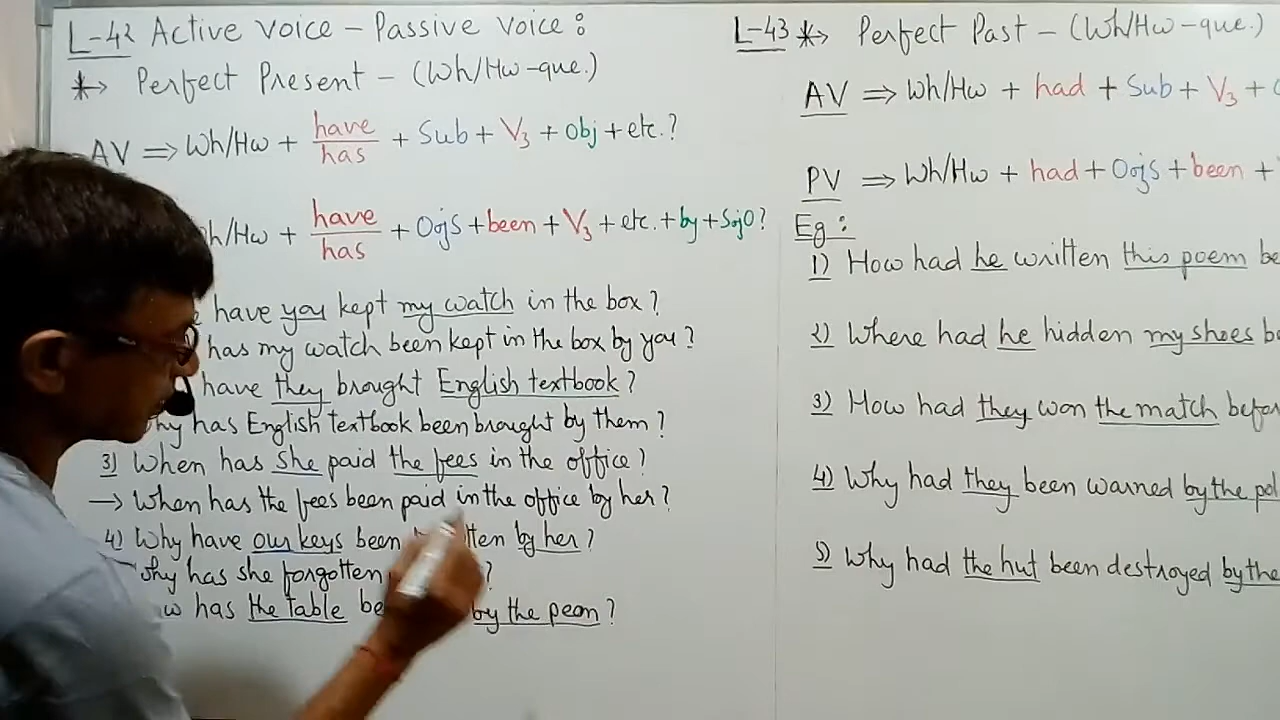 L-42 Active Voice – Passive Voice :
*→ Perfect Present – (Wh/Hw-que.)
AV ⇒ Wh/Hw + have/has + Sub + V₃ + Obj + etc.?
+ have/has + OojS + been + V₃ + etc. + by + SojO?
have you kept my watch in the box?
has my watch been kept in the box by you?
have they brought English textbook?
has English textbook been brought by them?
3) When has she paid the fees in the office?
→ When has the fees been paid in the office by her?
4) Why have our keys been by her?
Why has she forgotten ?
has the table by the peon?
L-43 *→ Perfect Past – (Wh/Hw-que.)
AV ⇒ Wh/Hw + had + Sub + V₃ +
PV ⇒ Wh/Hw + had + OojS + been +
Eg :
1) How had he written this poem
2) Where had he hidden my shoes
3) How had they won the match
4) Why had they been warned by the
5) Why had the hut been destroyed by the